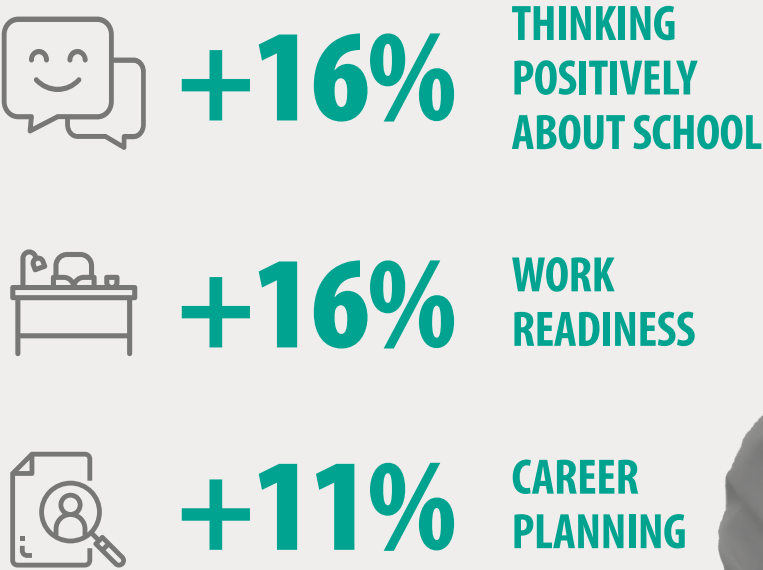 +16%
THINKING
POSITIVELY
ABOUT SCHOOL
+16%
WORK
READINESS
+11%
CAREER
PLANNING